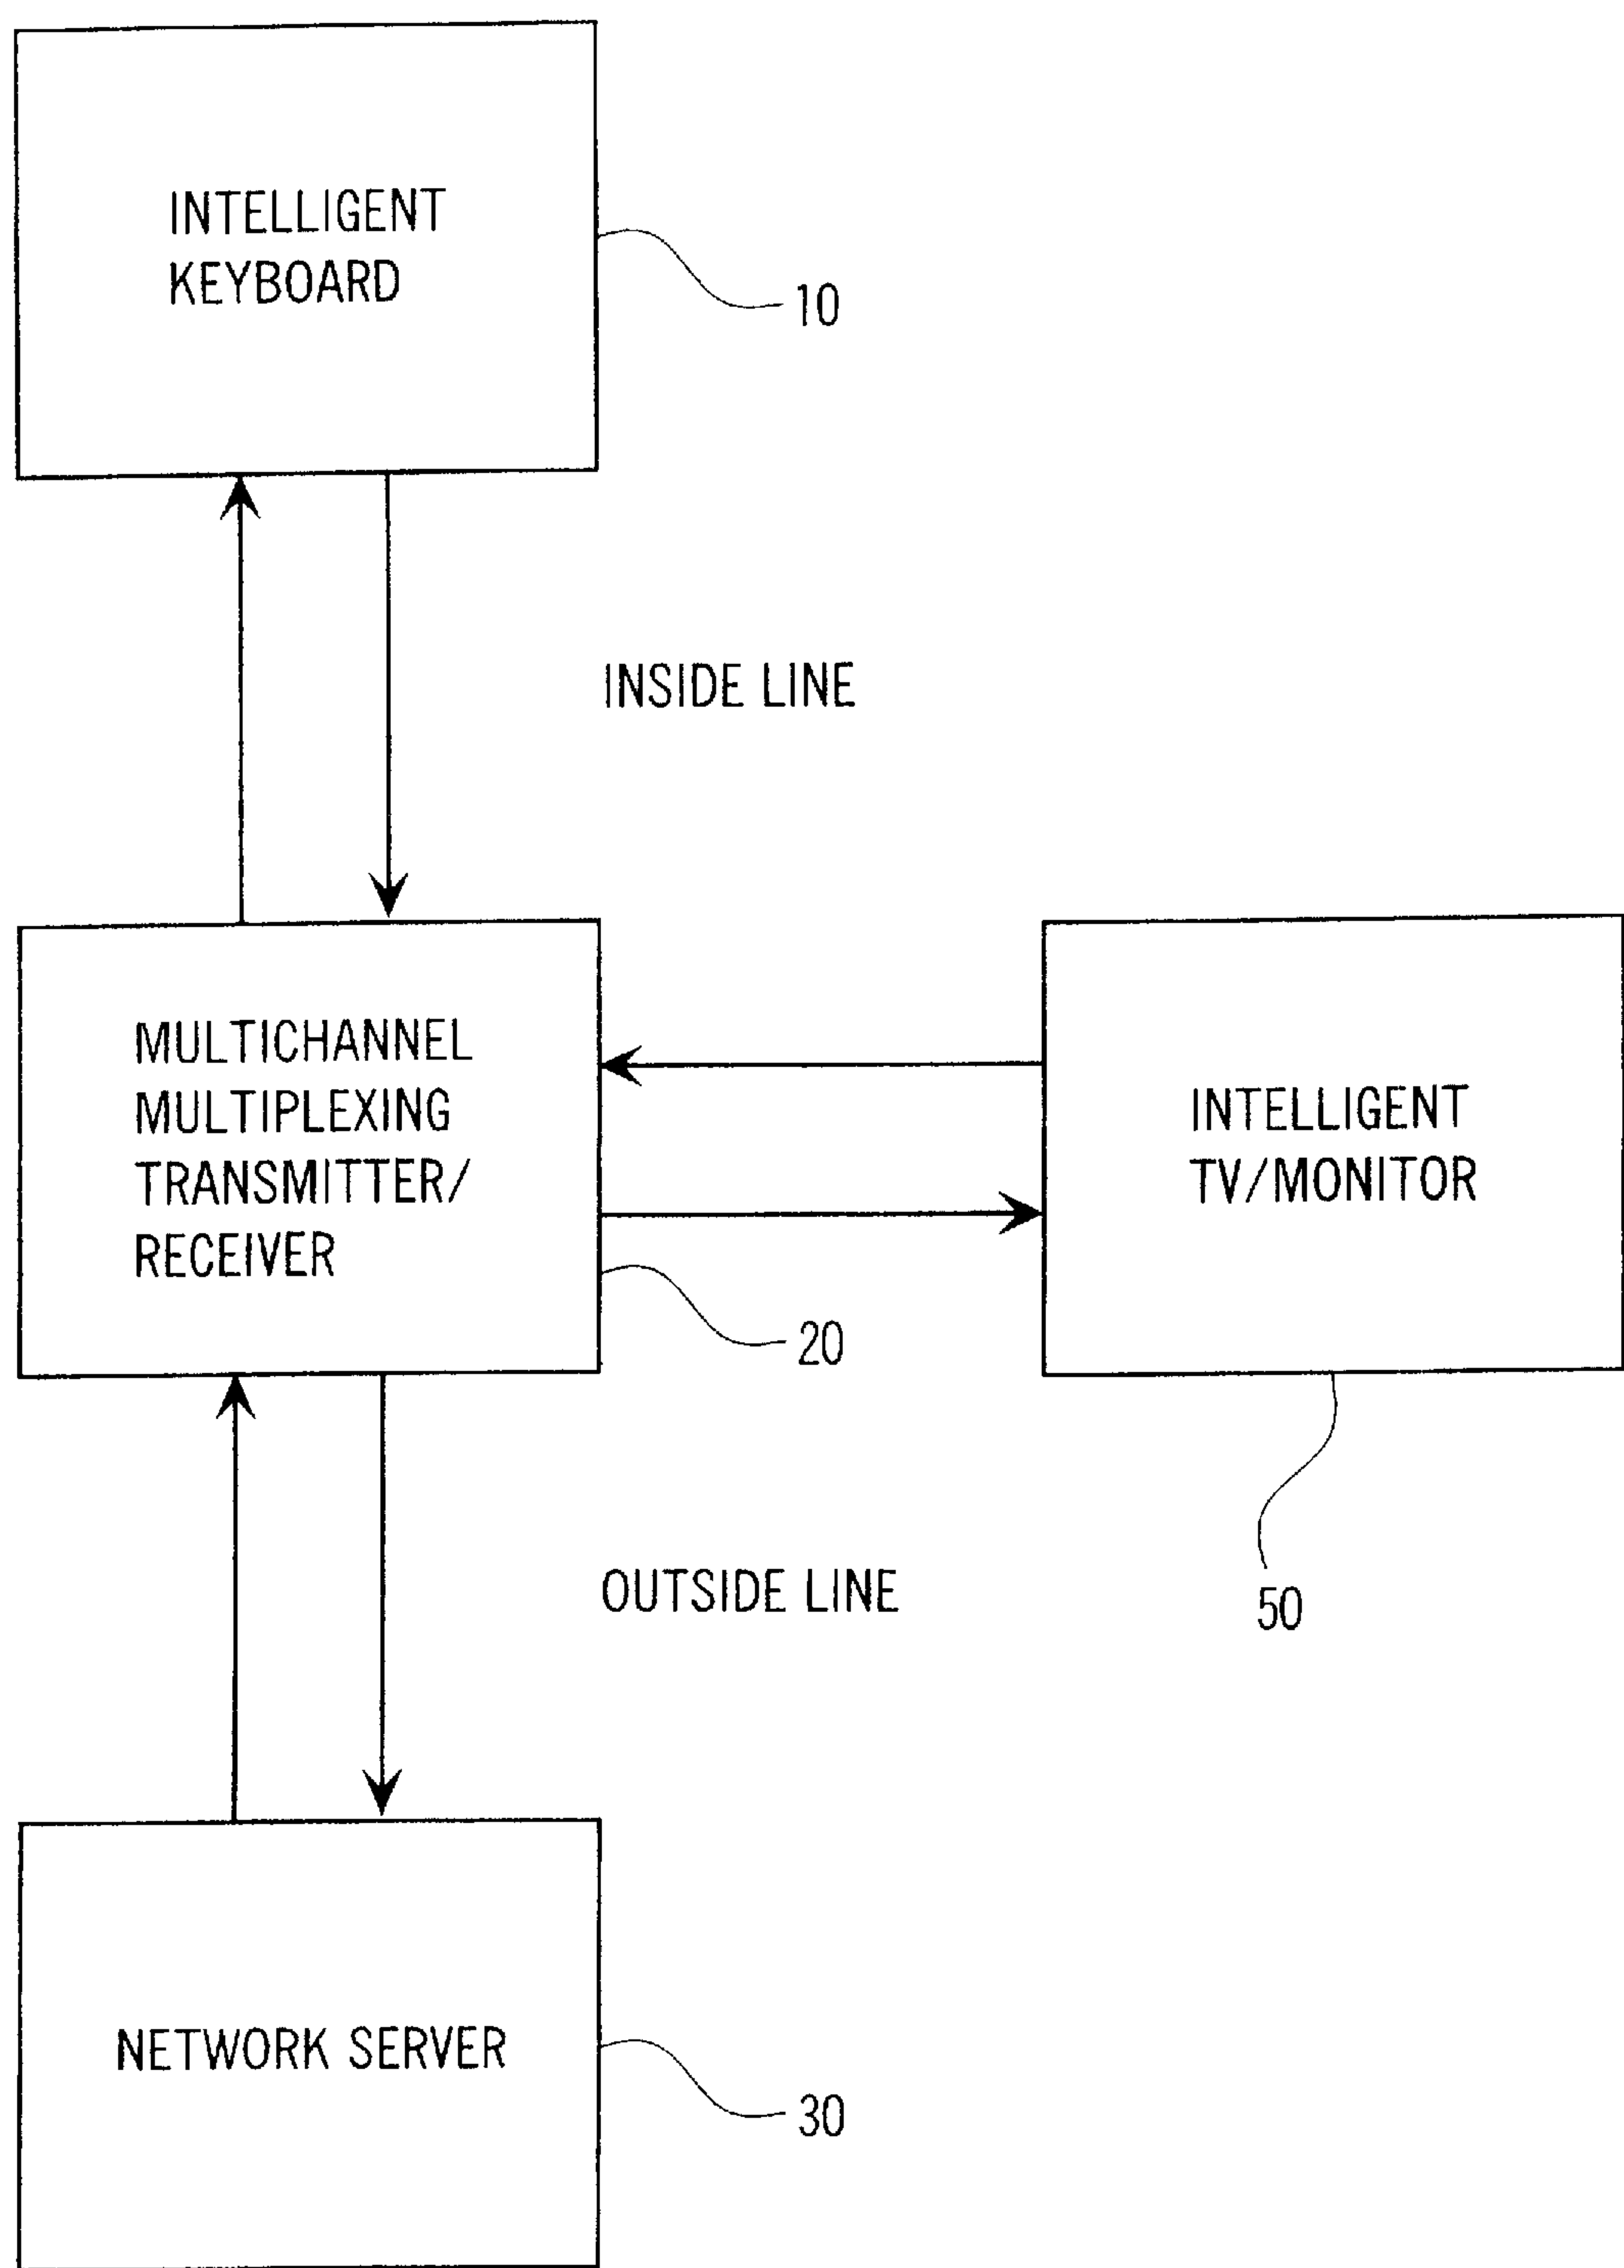 INTELLIGENT
KEYBOARD
10
INSIDE LINE
MULTICHANNEL
MULTIPLEXING
TRANSMITTER/
RECEIVER
20
INTELLIGENT
TV/MONITOR
50
OUTSIDE LINE
NETWORK SERVER
30